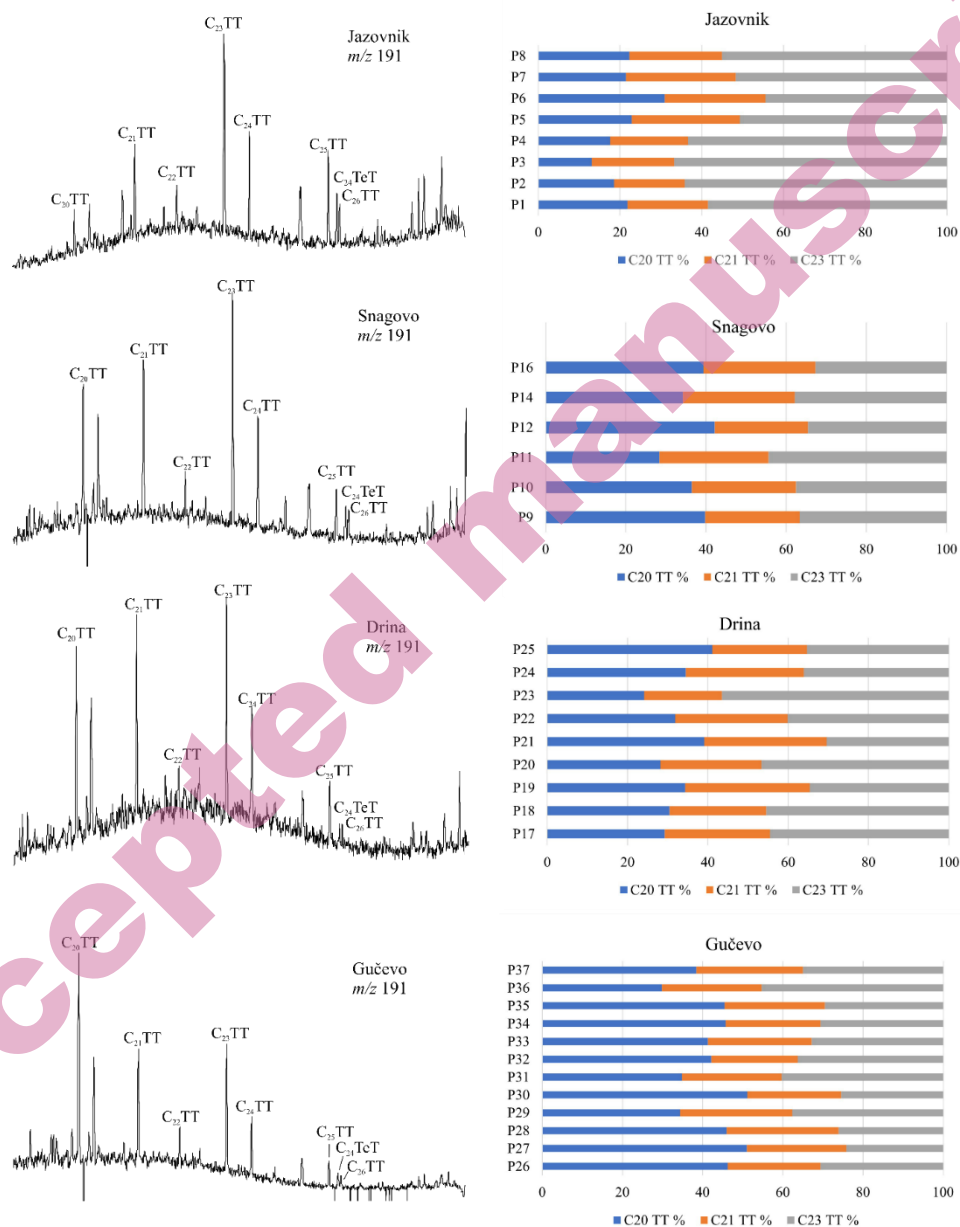 Jazovnik
m/z 191
C₂₃TT
C₂₁TT
C₂₄TT
C₂₂TT
C₂₀TT
C₂₅TT
C₂₄TeT
C₂₆TT
Jazovnik
P8
P7
P6
P5
P4
P3
P2
P1
0 20 40 60 80 100
C20 TT % C21 TT % C23 TT %
Snagovo
m/z 191
C₂₃TT
C₂₁TT
C₂₀TT
C₂₄TT
C₂₂TT
C₂₅TT
C₂₄TeT
C₂₆TT
Snagovo
P16
P14
P12
P11
P10
P9
0 20 40 60 80 100
C20 TT % C21 TT % C23 TT %
Drina
m/z 191
C₂₃TT
C₂₁TT
C₂₀TT
C₂₄TT
C₂₂TT
C₂₅TT
C₂₄TeT
C₂₆TT
Drina
P25
P24
P23
P22
P21
P20
P19
P18
P17
0 20 40 60 80 100
C20 TT % C21 TT % C23 TT %
Gučevo
m/z 191
C₂₀TT
C₂₁TT
C₂₃TT
C₂₄TT
C₂₂TT
C₂₅TT
C₂₄TeT
C₂₆TT
Gučevo
P37
P36
P35
P34
P33
P32
P31
P30
P29
P28
P27
P26
0 20 40 60 80 100
C20 TT % C21 TT % C23 TT %
cepted manuscr